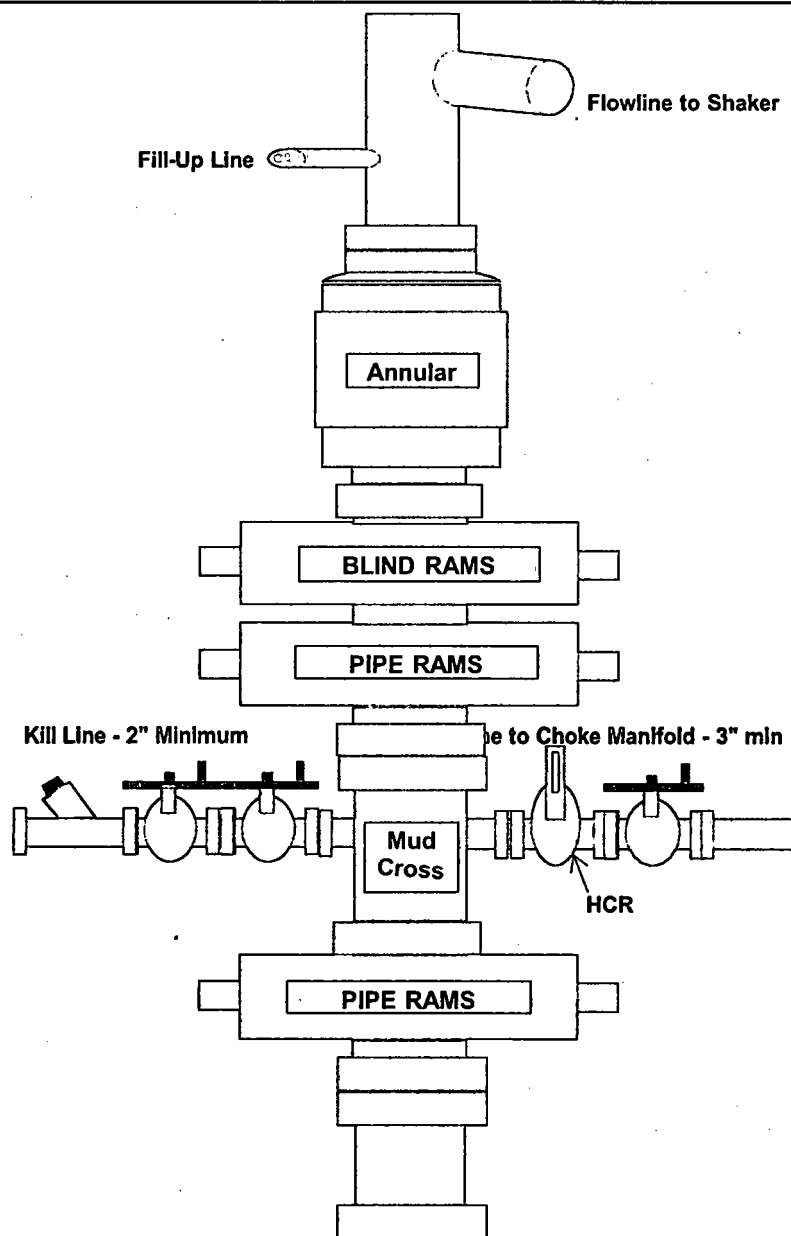 Flowline to Shaker
Fill-Up Line
Annular
BLIND RAMS
PIPE RAMS
Kill Line - 2" Minimum
to Choke Manifold - 3" min
Mud
Cross
HCR
PIPE RAMS